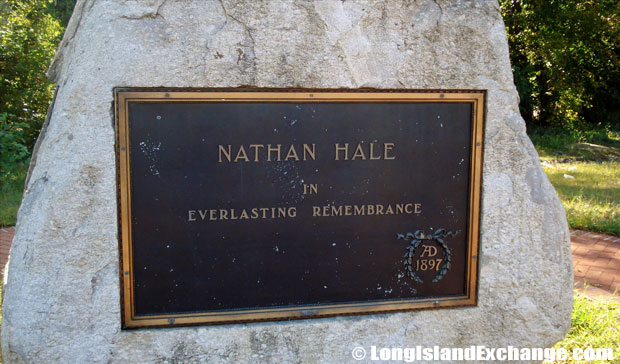 NATHAN HALE
IN
EVERLASTING REMEMBRANCE
AD
1897
© LongIslandExchange.com